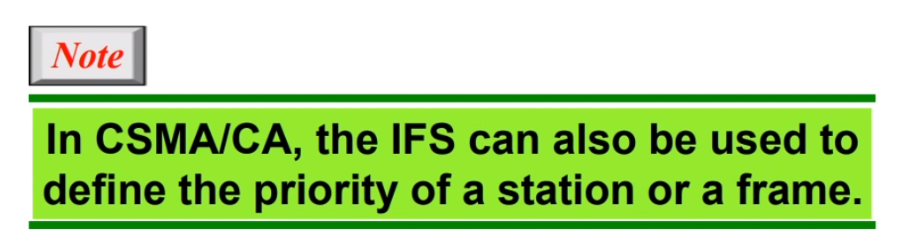 Note
In CSMA/CA, the IFS can also be used to
define the priority of a station or a frame.